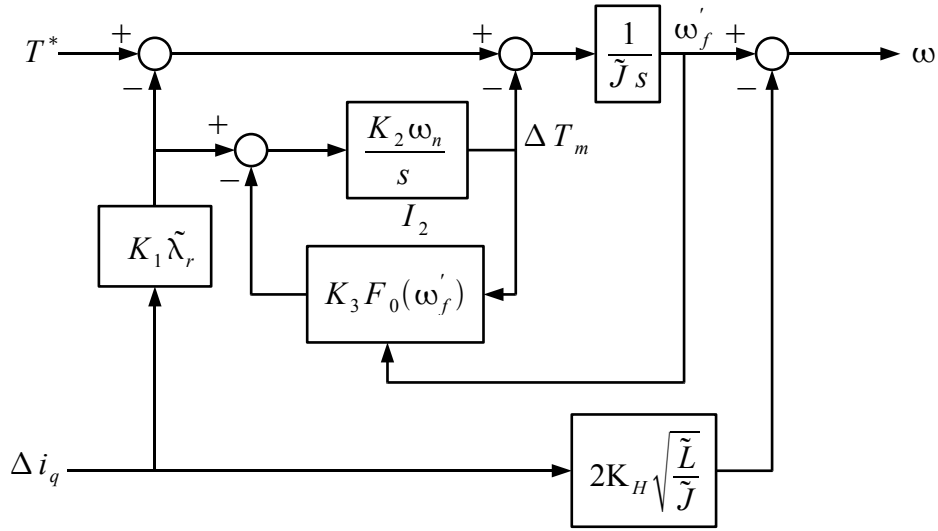 T* + − + − 1/(J̃ s) ω′_f + − ω
+ − K₂ω_n/s ΔT_m
I₂
K₁λ̃_r
K₃F₀(ω′_f)
Δi_q
2K_H√(L̃/J̃)